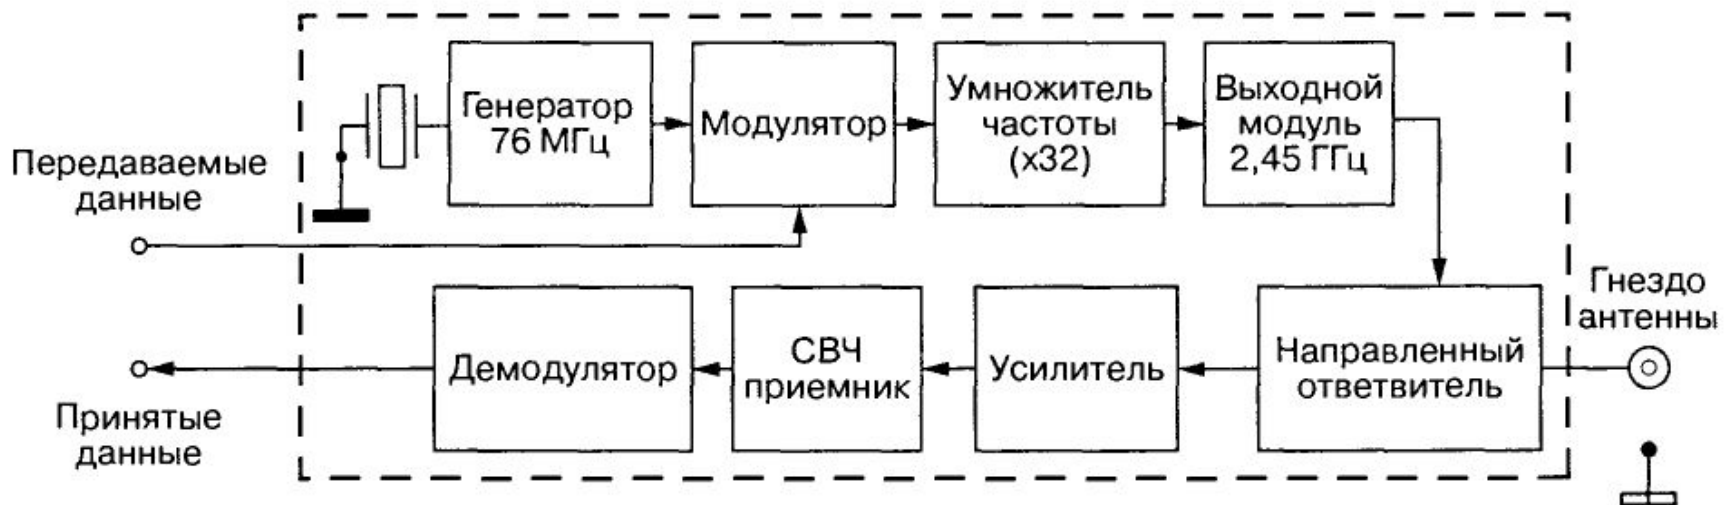 Генератор
76 МГц
Модулятор
Умножитель
частоты
(x32)
Выходной
модуль
2,45 ГГц
Передаваемые
данные
Гнездо
антенны
Демодулятор
СВЧ
приемник
Усилитель
Направленный
ответвитель
Принятые
данные